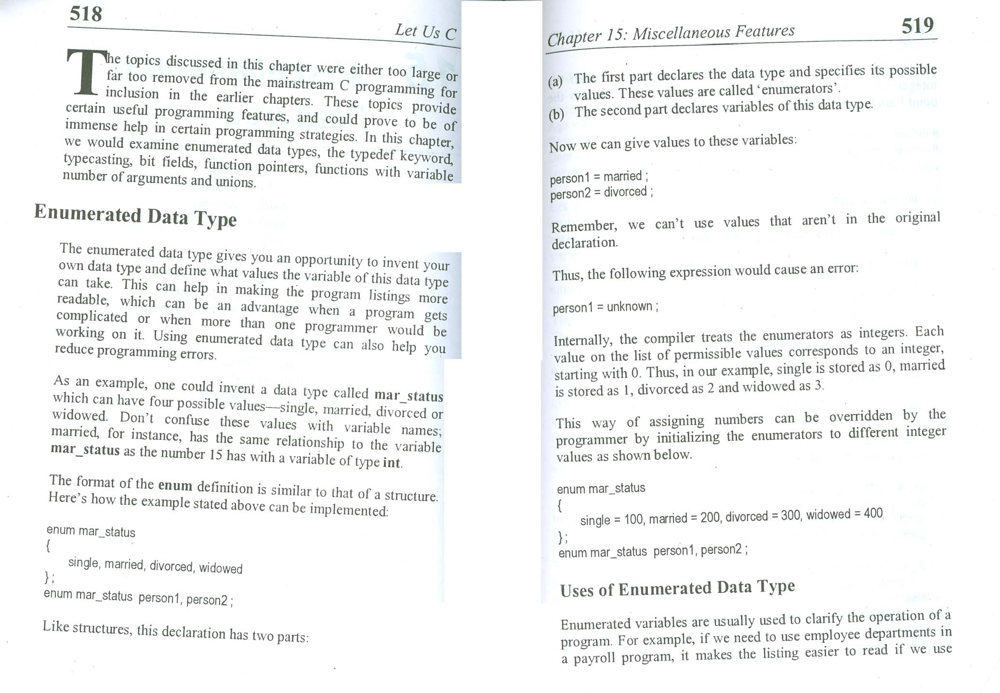 518
Let Us C
The topics discussed in this chapter were either too large or
far too removed from the mainstream C programming for
inclusion in the earlier chapters. These topics provide
certain useful programming features, and could prove to be of
immense help in certain programming strategies. In this chapter,
we would examine enumerated data types, the typedef keyword,
typecasting, bit fields, function pointers, functions with variable
number of arguments and unions.
Enumerated Data Type
The enumerated data type gives you an opportunity to invent your
own data type and define what values the variable of this data type
can take. This can help in making the program listings more
readable, which can be an advantage when a program gets
complicated or when more than one programmer would be
working on it. Using enumerated data type can also help you
reduce programming errors.
As an example, one could invent a data type called mar_status
which can have four possible values—single, married, divorced or
widowed. Don't confuse these values with variable names;
married, for instance, has the same relationship to the variable
mar_status as the number 15 has with a variable of type int.
The format of the enum definition is similar to that of a structure.
Here's how the example stated above can be implemented:
enum mar_status
{
single, married, divorced, widowed
};
enum mar_status person1, person2 ;
Like structures, this declaration has two parts:
Chapter 15: Miscellaneous Features
519
(a) The first part declares the data type and specifies its possible
values. These values are called 'enumerators'.
(b) The second part declares variables of this data type.
Now we can give values to these variables:
person1 = married ;
person2 = divorced ;
Remember, we can't use values that aren't in the original
declaration.
Thus, the following expression would cause an error:
person1 = unknown ;
Internally, the compiler treats the enumerators as integers. Each
value on the list of permissible values corresponds to an integer,
starting with 0. Thus, in our example, single is stored as 0, married
is stored as 1, divorced as 2 and widowed as 3.
This way of assigning numbers can be overridden by the
programmer by initializing the enumerators to different integer
values as shown below.
enum mar_status
{
single = 100, married = 200, divorced = 300, widowed = 400
};
enum mar_status person1, person2 ;
Uses of Enumerated Data Type
Enumerated variables are usually used to clarify the operation of a
program. For example, if we need to use employee departments in
a payroll program, it makes the listing easier to read if we use